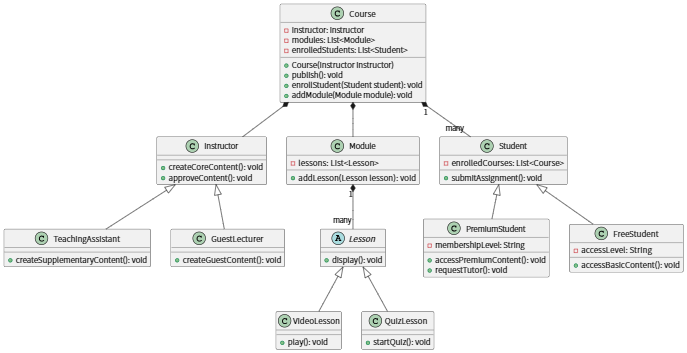 C Course
Instructor: Instructor
modules: List<Module>
enrolledStudents: List<Student>
Course(Instructor Instructor)
publish(): void
enrollStudent(Student student): void
addModule(Module module): void
1
many
C Instructor
createCoreContent(): void
approveContent(): void
C Module
lessons: List<Lesson>
addLesson(Lesson lesson): void
C Student
enrolledCourses: List<Course>
submitAssignment(): void
1
many
C TeachingAssistant
createSupplementaryContent(): void
C GuestLecturer
createGuestContent(): void
A Lesson
display(): void
C PremiumStudent
membershipLevel: String
accessPremiumContent(): void
requestTutor(): void
C FreeStudent
accessLevel: String
accessBasicContent(): void
C VideoLesson
play(): void
C QuizLesson
startQuiz(): void